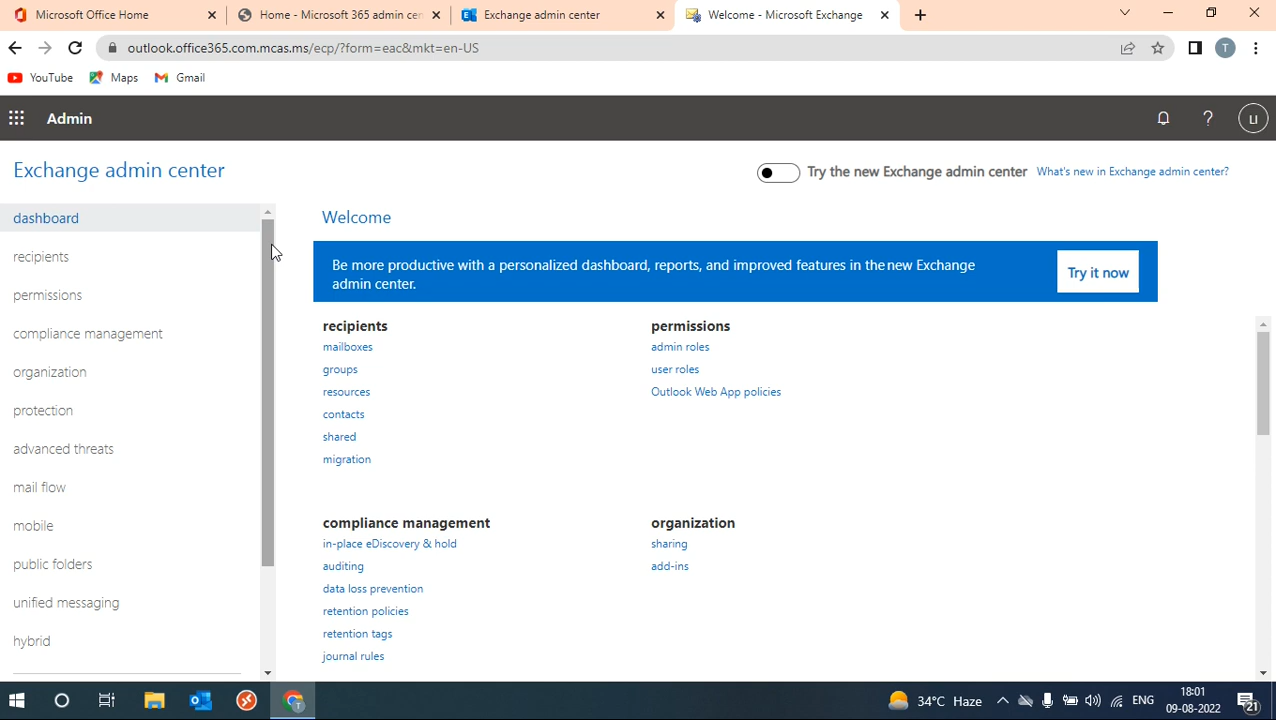 Microsoft Office Home
Home - Microsoft 365 admin cen
Exchange admin center
Welcome - Microsoft Exchange
outlook.office365.com.mcas.ms/ecp/?form=eac&mkt=en-US
T
YouTube
Maps
Gmail
Admin
?
LI
Exchange admin center
Try the new Exchange admin center
What's new in Exchange admin center?
dashboard
recipients
permissions
compliance management
organization
protection
advanced threats
mail flow
mobile
public folders
unified messaging
hybrid
Welcome
Be more productive with a personalized dashboard, reports, and improved features in the new Exchange
admin center.
Try it now
recipients
mailboxes
groups
resources
contacts
shared
migration
permissions
admin roles
user roles
Outlook Web App policies
compliance management
in-place eDiscovery & hold
auditing
data loss prevention
retention policies
retention tags
journal rules
organization
sharing
add-ins
34°C Haze
ENG
18:01
09-08-2022
21